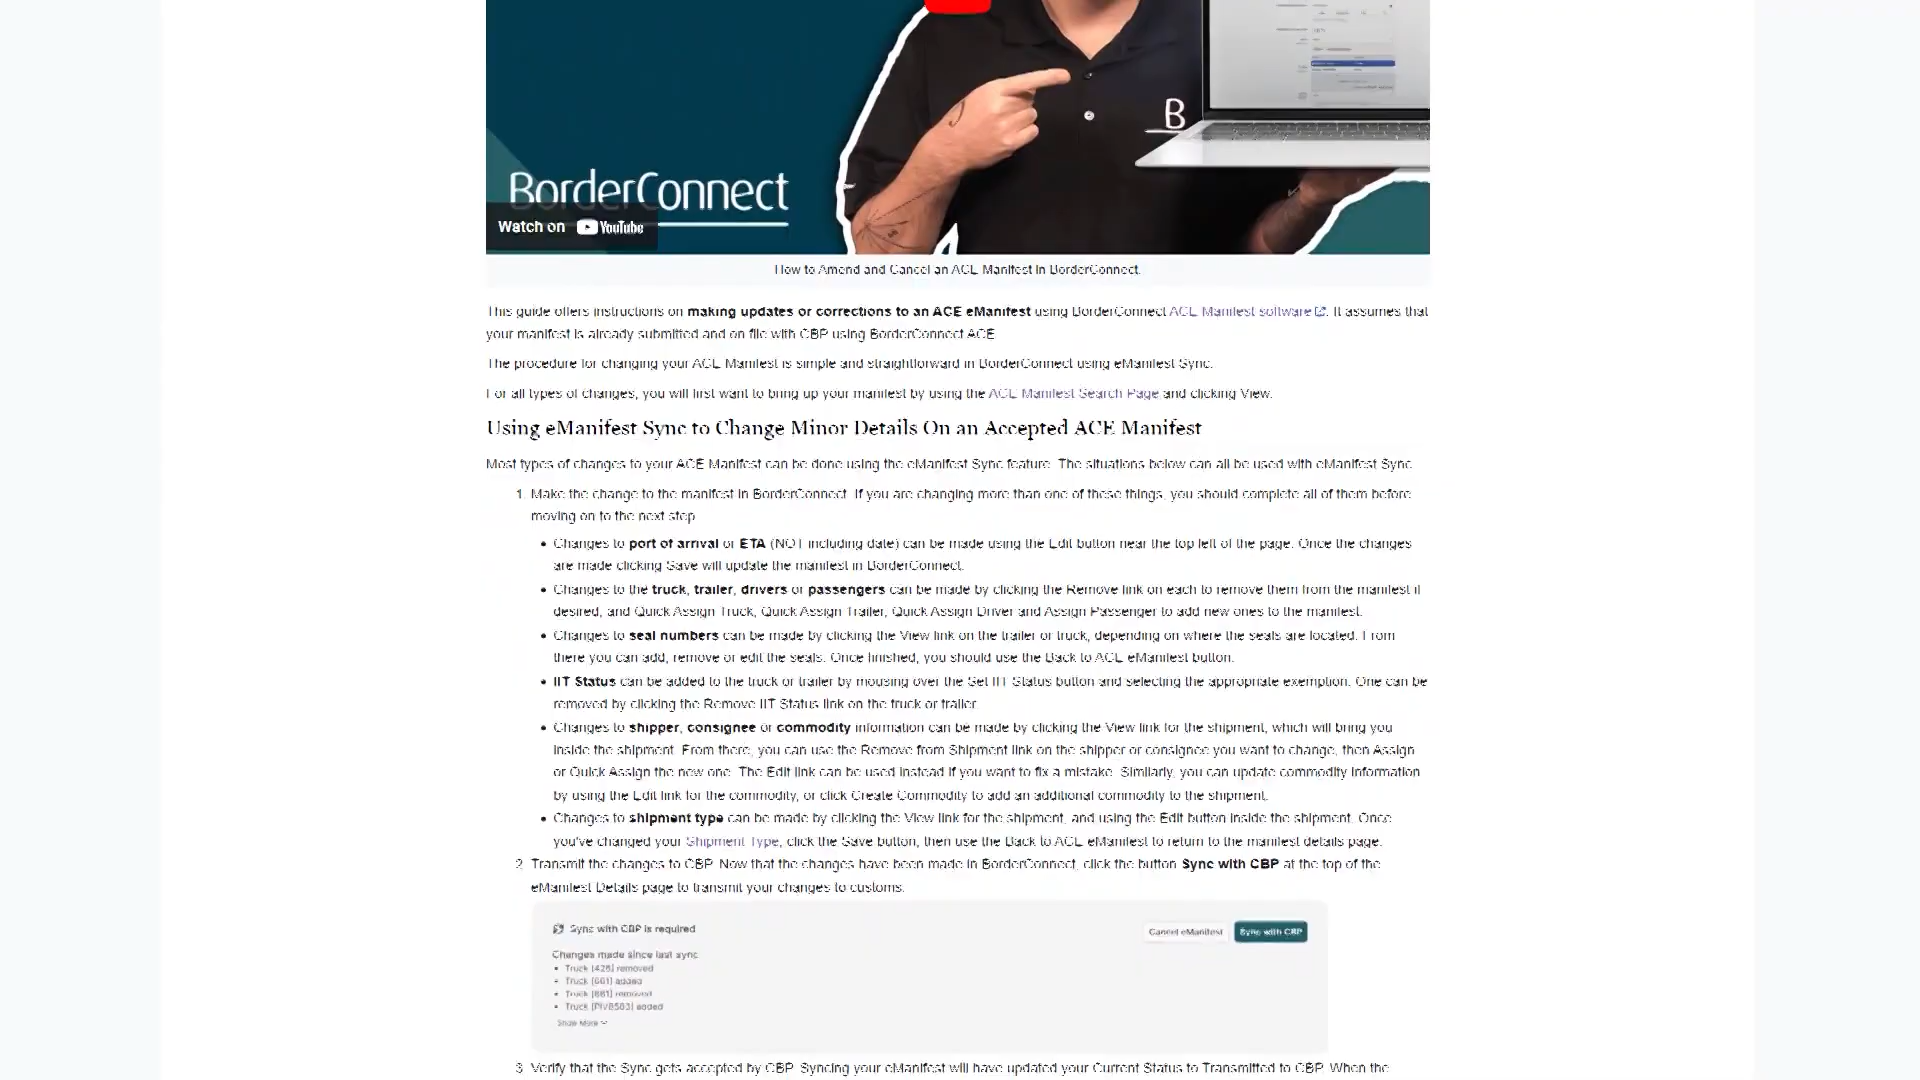 B
BorderConnect
Watch on YouTube
How to Amend and Cancel an ACE Manifest in BorderConnect.
This guide offers instructions on making updates or corrections to an ACE eManifest using BorderConnect ACE Manifest software. It assumes that
your manifest is already submitted and on file with CBP using BorderConnect ACE.
The procedure for changing your ACE Manifest is simple and straightforward in BorderConnect using eManifest Sync.
For all types of changes, you will first want to bring up your manifest by using the ACE Manifest Search Page and clicking View.
Using eManifest Sync to Change Minor Details On an Accepted ACE Manifest
Most types of changes to your ACE Manifest can be done using the eManifest Sync feature. The situations below can all be used with eManifest Sync.
1. Make the change to the manifest in BorderConnect. If you are changing more than one of these things, you should complete all of them before
moving on to the next step.
• Changes to port of arrival or ETA (NOT including date) can be made using the Edit button near the top left of the page. Once the changes
are made clicking Save will update the manifest in BorderConnect.
• Changes to the truck, trailer, drivers or passengers can be made by clicking the Remove link on each to remove them from the manifest if
desired, and Quick Assign Truck, Quick Assign Trailer, Quick Assign Driver and Assign Passenger to add new ones to the manifest.
• Changes to seal numbers can be made by clicking the View link on the trailer or truck, depending on where the seals are located. From
there you can add, remove or edit the seals. Once finished, you should use the Back to ACE eManifest button.
• IIT Status can be added to the truck or trailer by mousing over the Set IIT Status button and selecting the appropriate exemption. One can be
removed by clicking the Remove IIT Status link on the truck or trailer.
• Changes to shipper, consignee or commodity information can be made by clicking the View link for the shipment, which will bring you
inside the shipment. From there, you can use the Remove from Shipment link on the shipper or consignee you want to change, then Assign
or Quick Assign the new one. The Edit link can be used instead if you want to fix a mistake. Similarly, you can update commodity information
by using the Edit link for the commodity, or click Create Commodity to add an additional commodity to the shipment.
• Changes to shipment type can be made by clicking the View link for the shipment, and using the Edit button inside the shipment. Once
you've changed your Shipment Type, click the Save button, then use the Back to ACE eManifest to return to the manifest details page.
2. Transmit the changes to CBP. Now that the changes have been made in BorderConnect, click the button Sync with CBP at the top of the
eManifest Details page to transmit your changes to customs.
Sync with CBP is required
Cancel eManifest
Sync with CBP
Changes made since last sync
• Truck [428] removed
• Truck [661] added
• Truck [661] removed
• Truck added
Show More
3. Verify that the Sync gets accepted by CBP. Syncing your eManifest will have updated your Current Status to Transmitted to CBP. When the